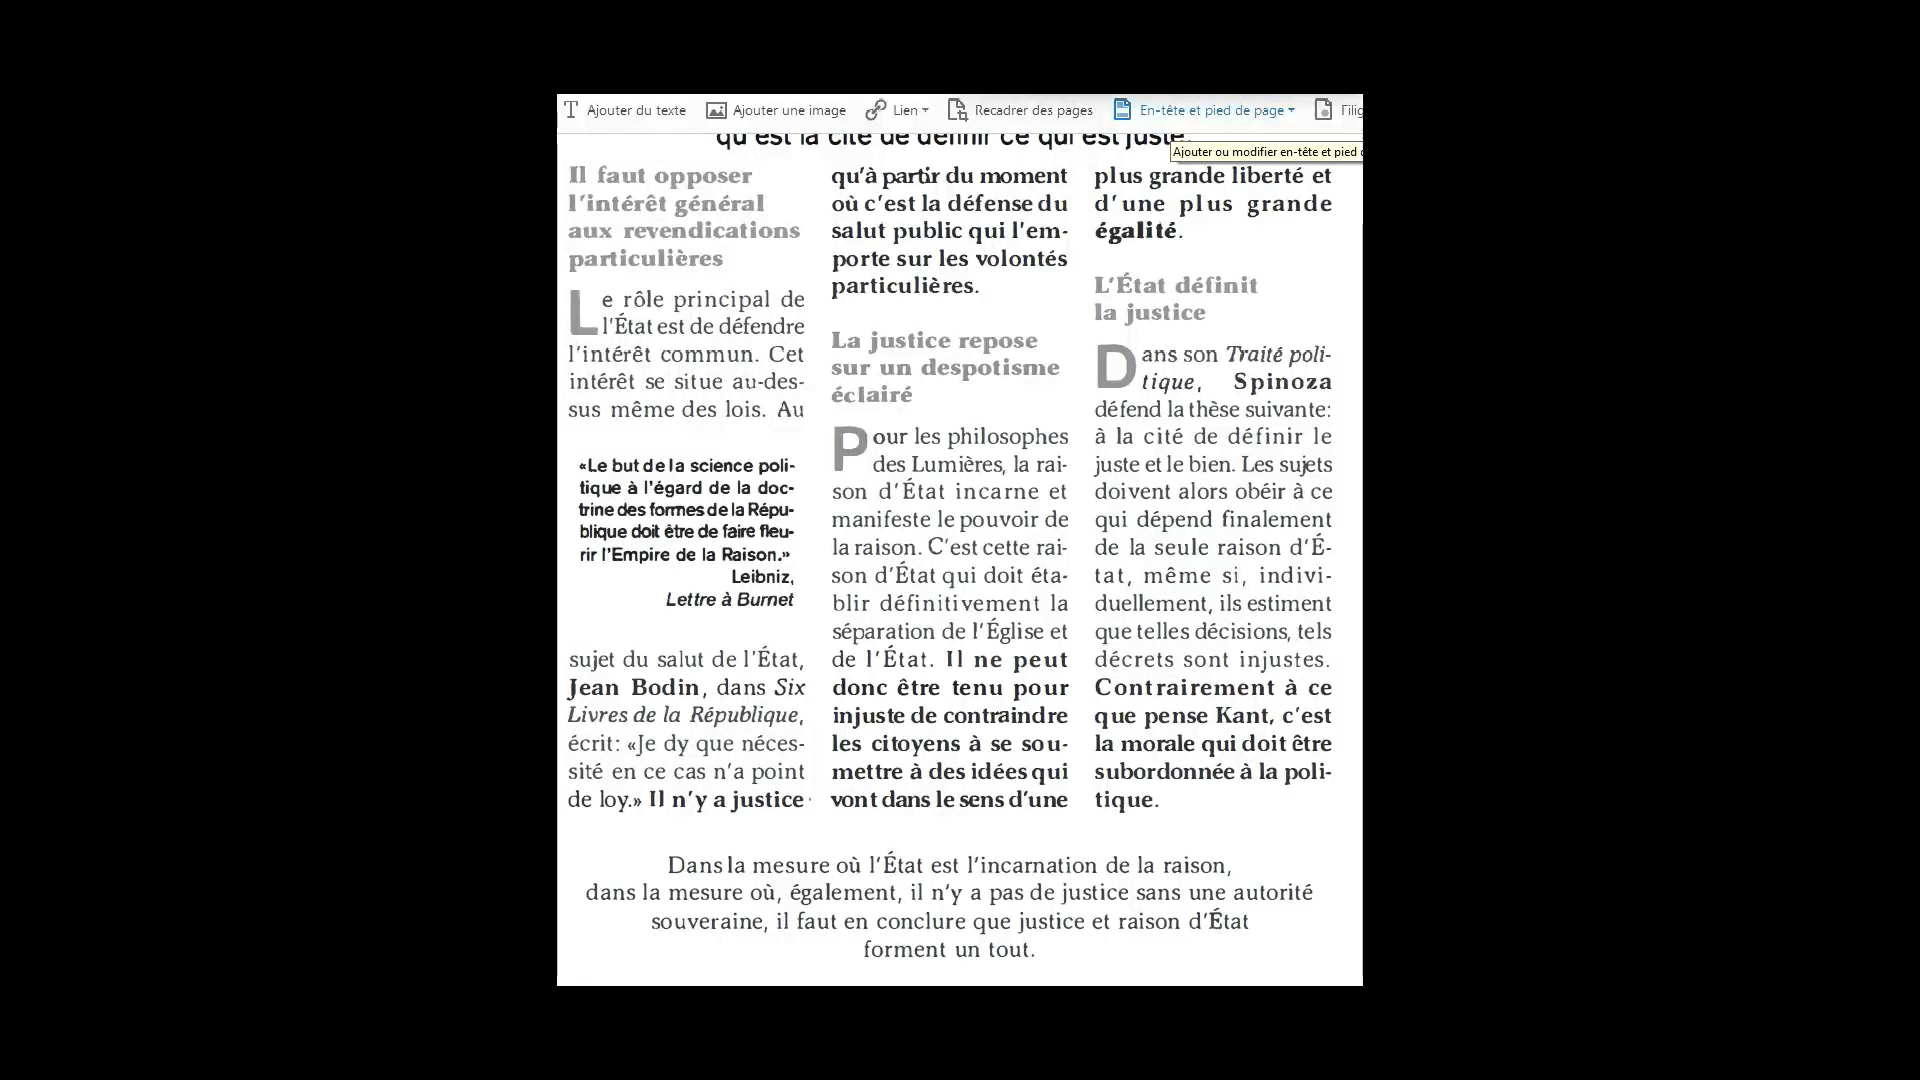 Ajouter du texte Ajouter une image Lien Recadrer des pages En-tête et pied de page
qu'est la cité de définir ce qui est juste.
Ajouter ou modifier en-tête et pied
Il faut opposer
l'intérêt général
aux revendications
particulières
Le rôle principal de
l'État est de défendre
l'intérêt commun. Cet
intérêt se situe au-des-
sus même des lois. Au
«Le but de la science poli-
tique à l'égard de la doc-
trine des formes de la Répu-
blique doit être de faire fleu-
rir l'Empire de la Raison.»
Leibniz,
Lettre à Burnet
sujet du salut de l'État,
Jean Bodin, dans Six
Livres de la République,
écrit: «Je dy que néces-
sité en ce cas n'a point
de loy.» Il n'y a justice
qu'à partir du moment
où c'est la défense du
salut public qui l'em-
porte sur les volontés
particulières.
La justice repose
sur un despotisme
éclairé
Pour les philosophes
des Lumières, la rai-
son d'État incarne et
manifeste le pouvoir de
la raison. C'est cette rai-
son d'État qui doit éta-
blir définitivement la
séparation de l'Église et
de l'État. Il ne peut
donc être tenu pour
injuste de contraindre
les citoyens à se sou-
mettre à des idées qui
vont dans le sens d'une
plus grande liberté et
d'une plus grande
égalité.
L'État définit
la justice
Dans son Traité poli-
tique, Spinoza
défend la thèse suivante:
à la cité de définir le
juste et le bien. Les sujets
doivent alors obéir à ce
qui dépend finalement
de la seule raison d'É-
tat, même si, indivi-
duellement, ils estiment
que telles décisions, tels
décrets sont injustes.
Contrairement à ce
que pense Kant, c'est
la morale qui doit être
subordonnée à la poli-
tique.
Dans la mesure où l'État est l'incarnation de la raison,
dans la mesure où, également, il n'y a pas de justice sans une autorité
souveraine, il faut en conclure que justice et raison d'État
forment un tout.